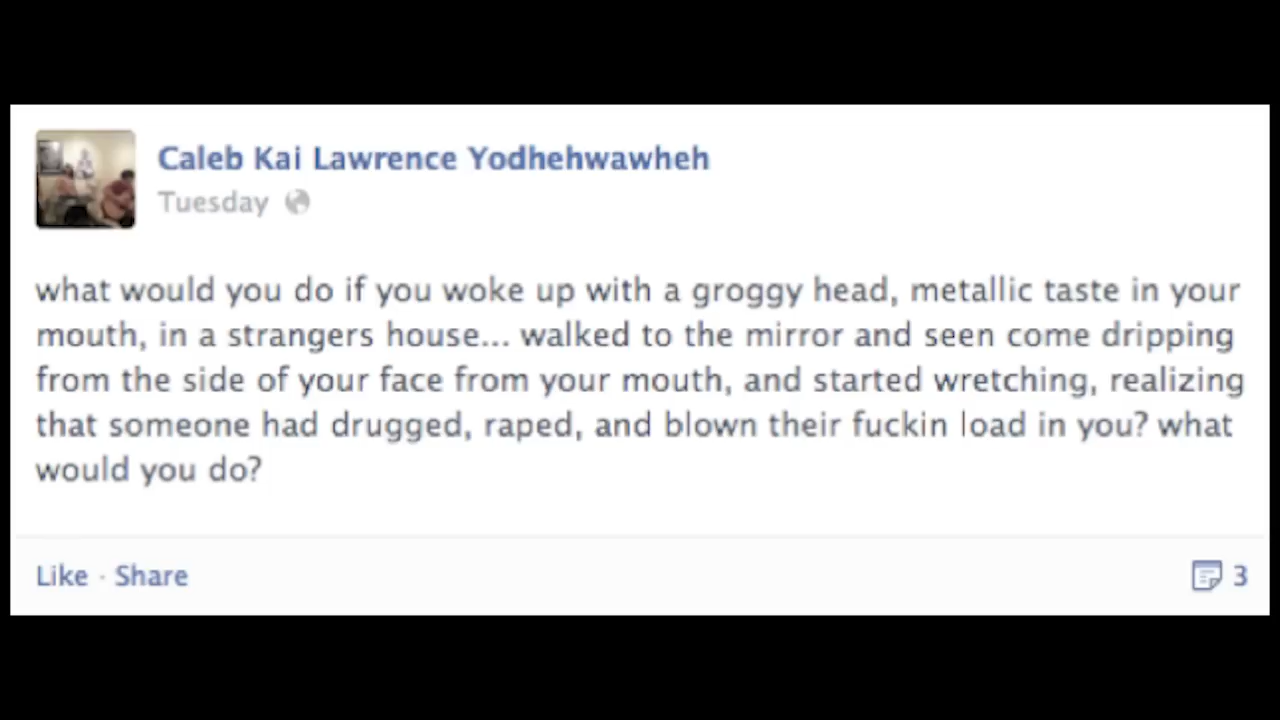 Caleb Kai Lawrence Yodhehwawheh
Tuesday
what would you do if you woke up with a groggy head, metallic taste in your
mouth, in a strangers house... walked to the mirror and seen come dripping
from the side of your face from your mouth, and started wretching, realizing
that someone had drugged, raped, and blown their fuckin load in you? what
would you do?
Like · Share
3